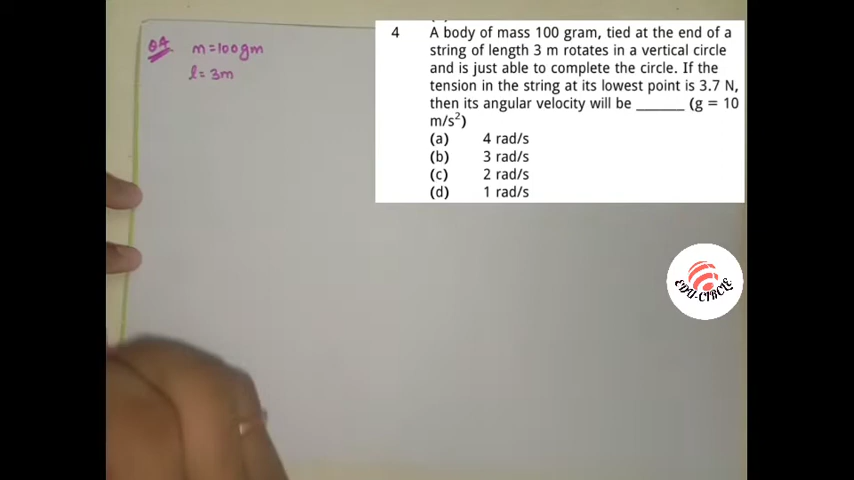 Q4
m=100gm
l=3m
4 A body of mass 100 gram, tied at the end of a
string of length 3 m rotates in a vertical circle
and is just able to complete the circle. If the
tension in the string at its lowest point is 3.7 N,
then its angular velocity will be ______ (g = 10
m/s²)
(a) 4 rad/s
(b) 3 rad/s
(c) 2 rad/s
(d) 1 rad/s
EDU-CIRCLE